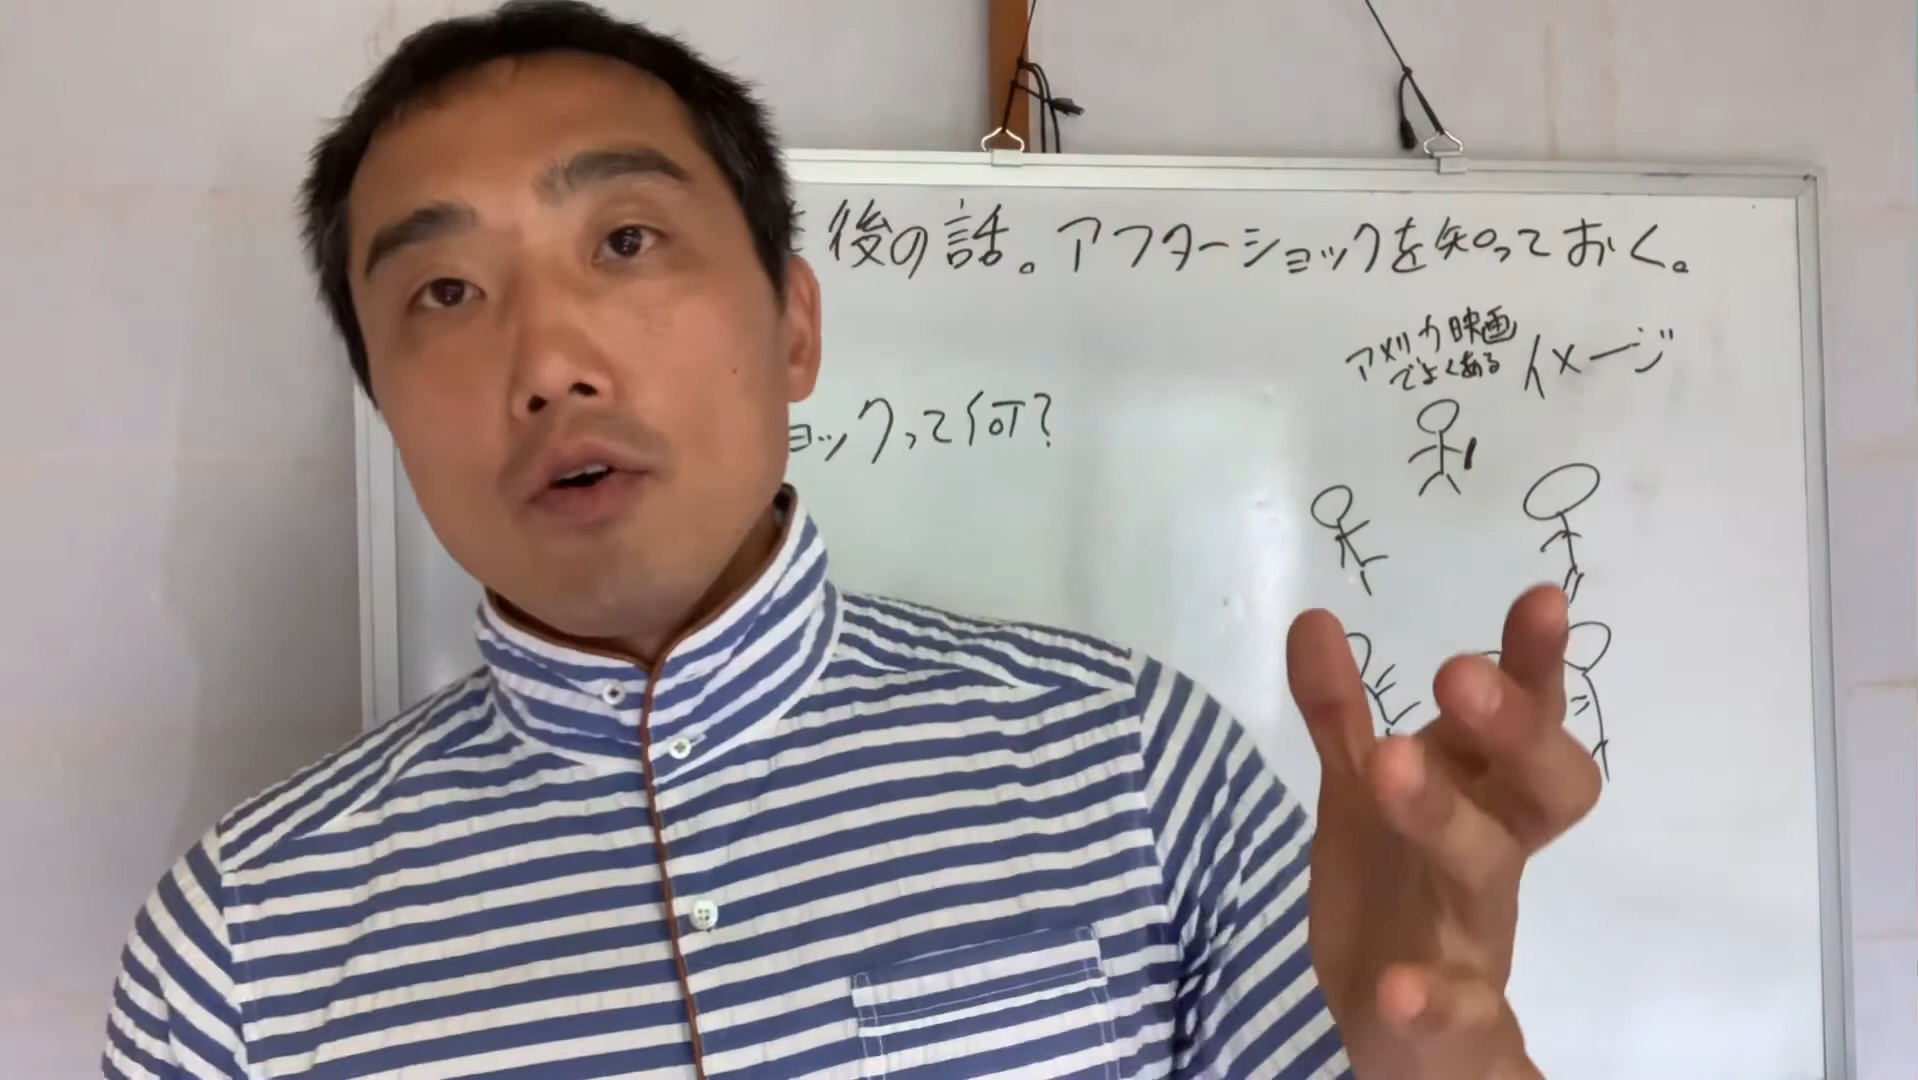 後の話。アフターショックを知っておく。
アメリカ映画
でよくある
イメージ
ョックって何?